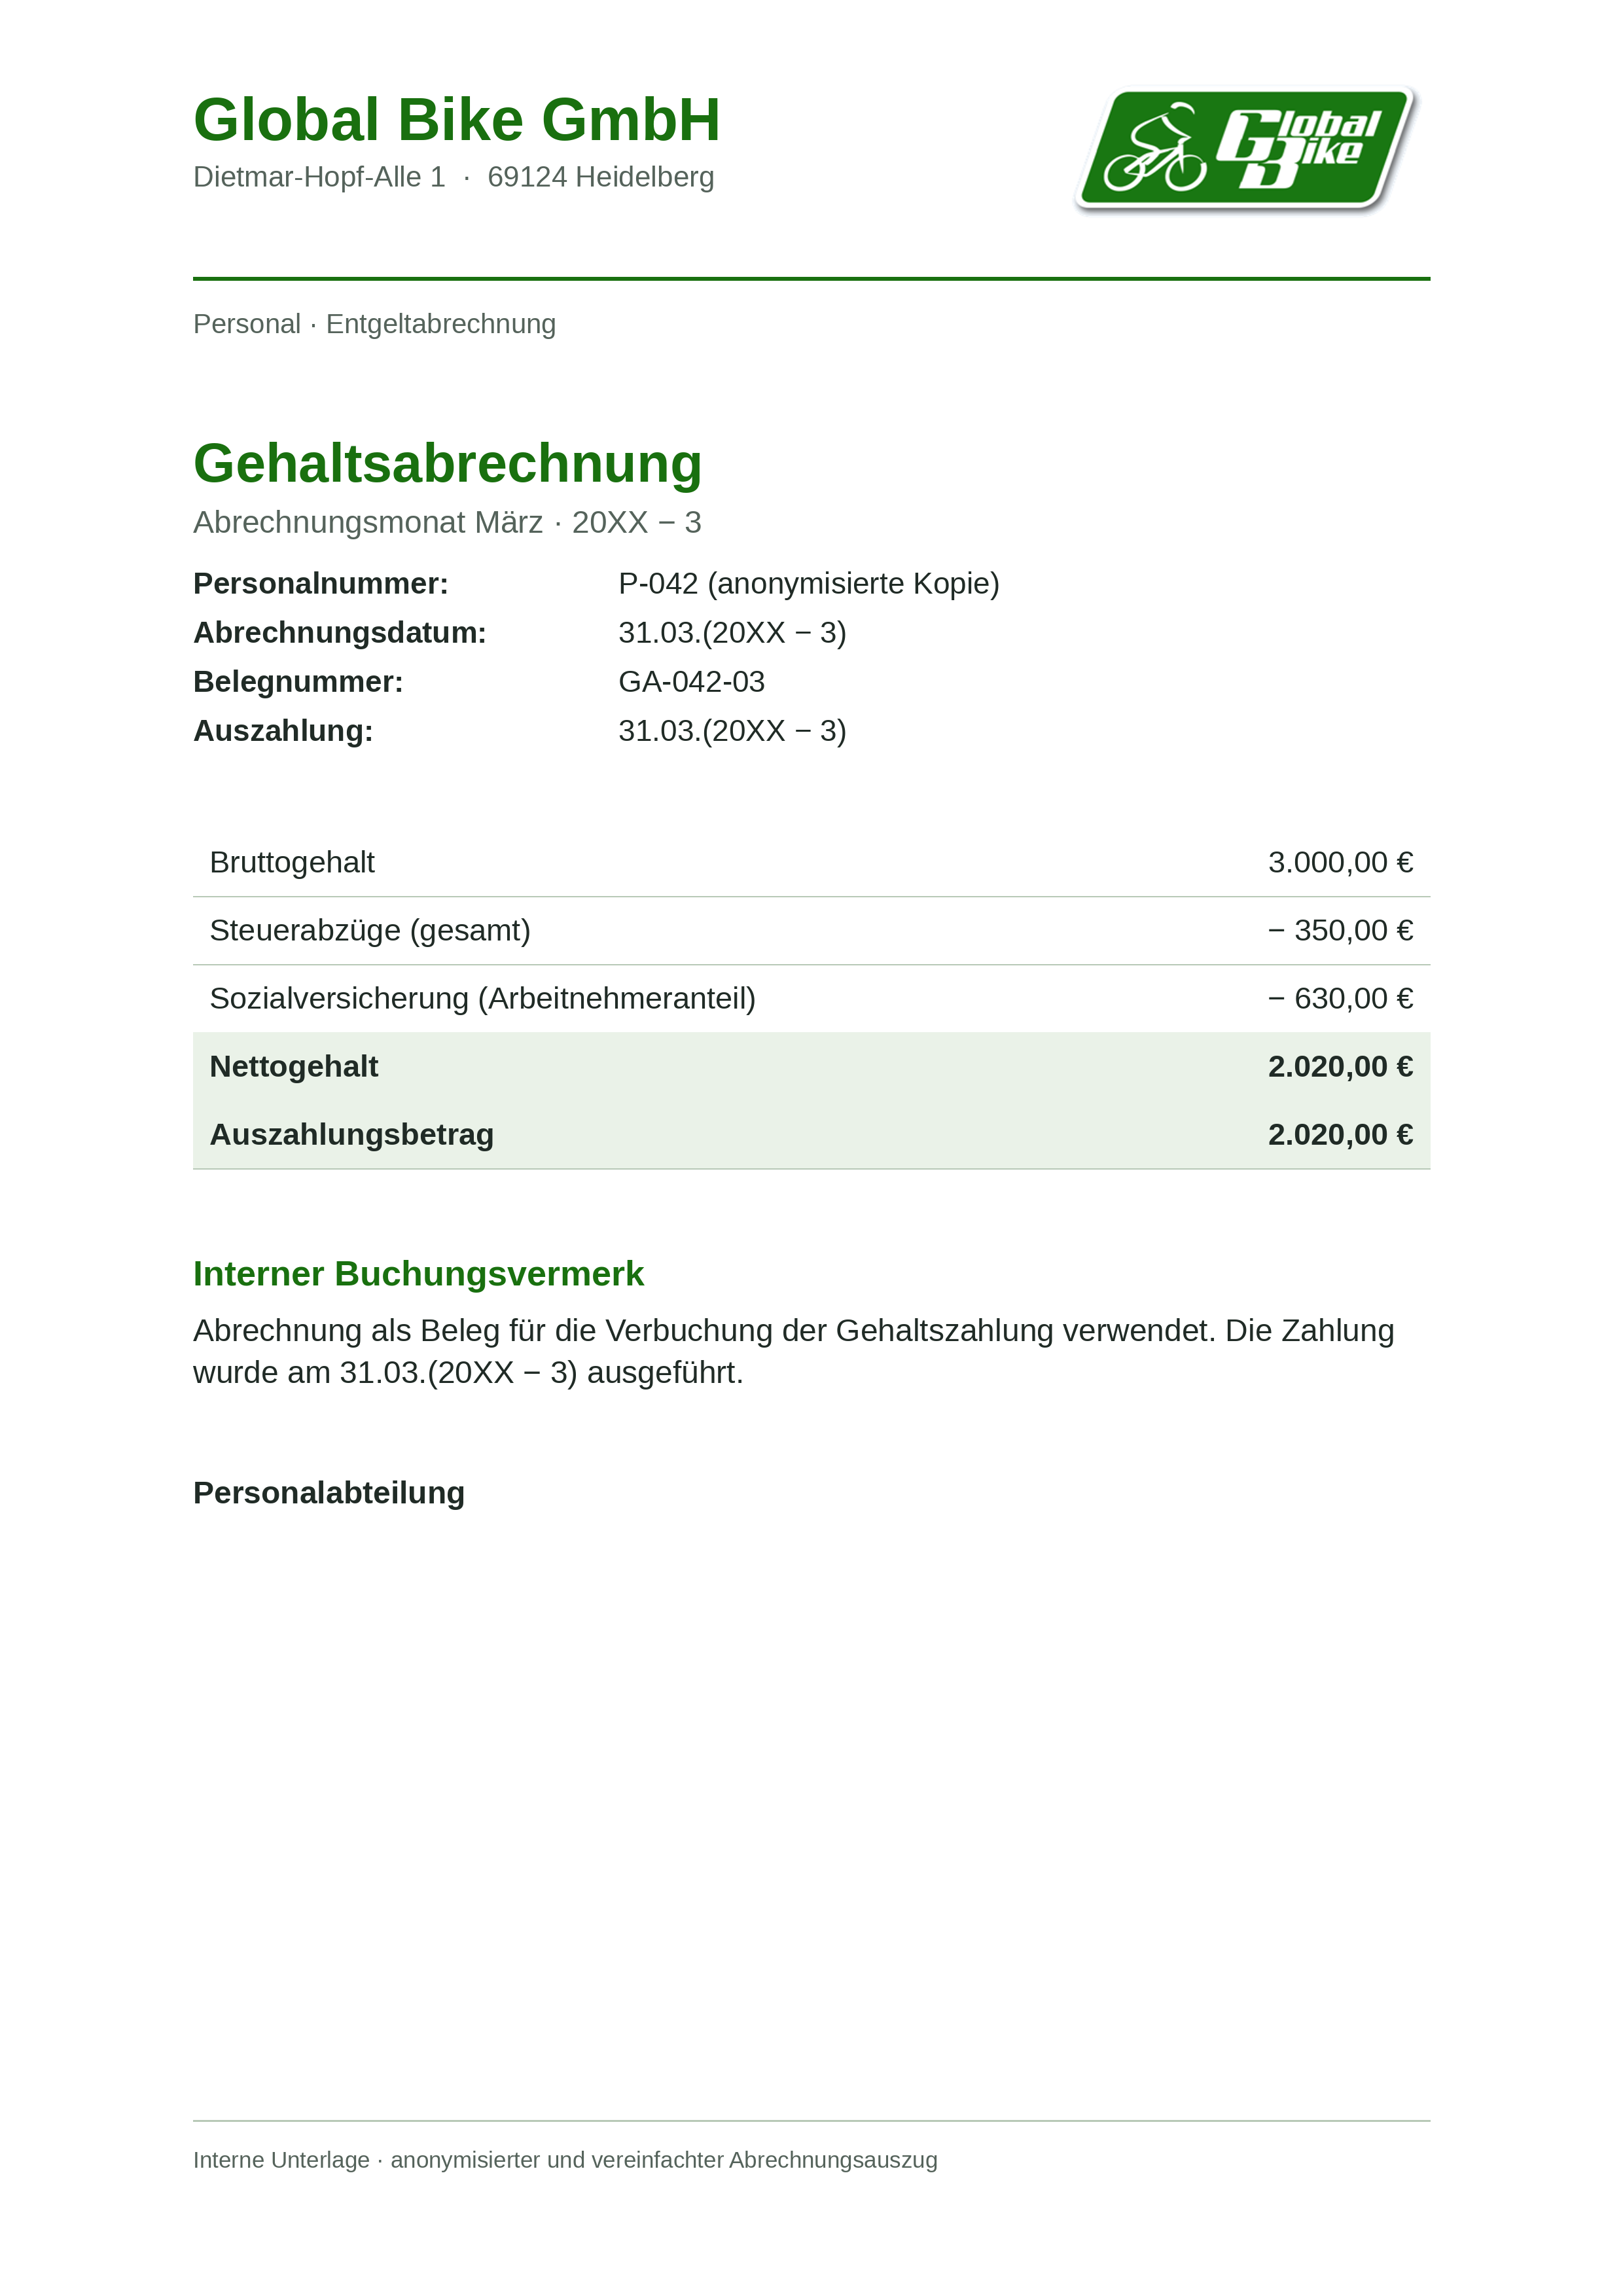 Global Bike GmbH
Dietmar-Hopf-Alle 1 · 69124 Heidelberg
Global
Bike
Personal · Entgeltabrechnung
Gehaltsabrechnung
Abrechnungsmonat März · 20XX − 3
Personalnummer: P-042 (anonymisierte Kopie)
Abrechnungsdatum: 31.03.(20XX − 3)
Belegnummer: GA-042-03
Auszahlung: 31.03.(20XX − 3)
Bruttogehalt 3.000,00 €
Steuerabzüge (gesamt) − 350,00 €
Sozialversicherung (Arbeitnehmeranteil) − 630,00 €
Nettogehalt 2.020,00 €
Auszahlungsbetrag 2.020,00 €
Interner Buchungsvermerk
Abrechnung als Beleg für die Verbuchung der Gehaltszahlung verwendet. Die Zahlung
wurde am 31.03.(20XX − 3) ausgeführt.
Personalabteilung
Interne Unterlage · anonymisierter und vereinfachter Abrechnungsauszug